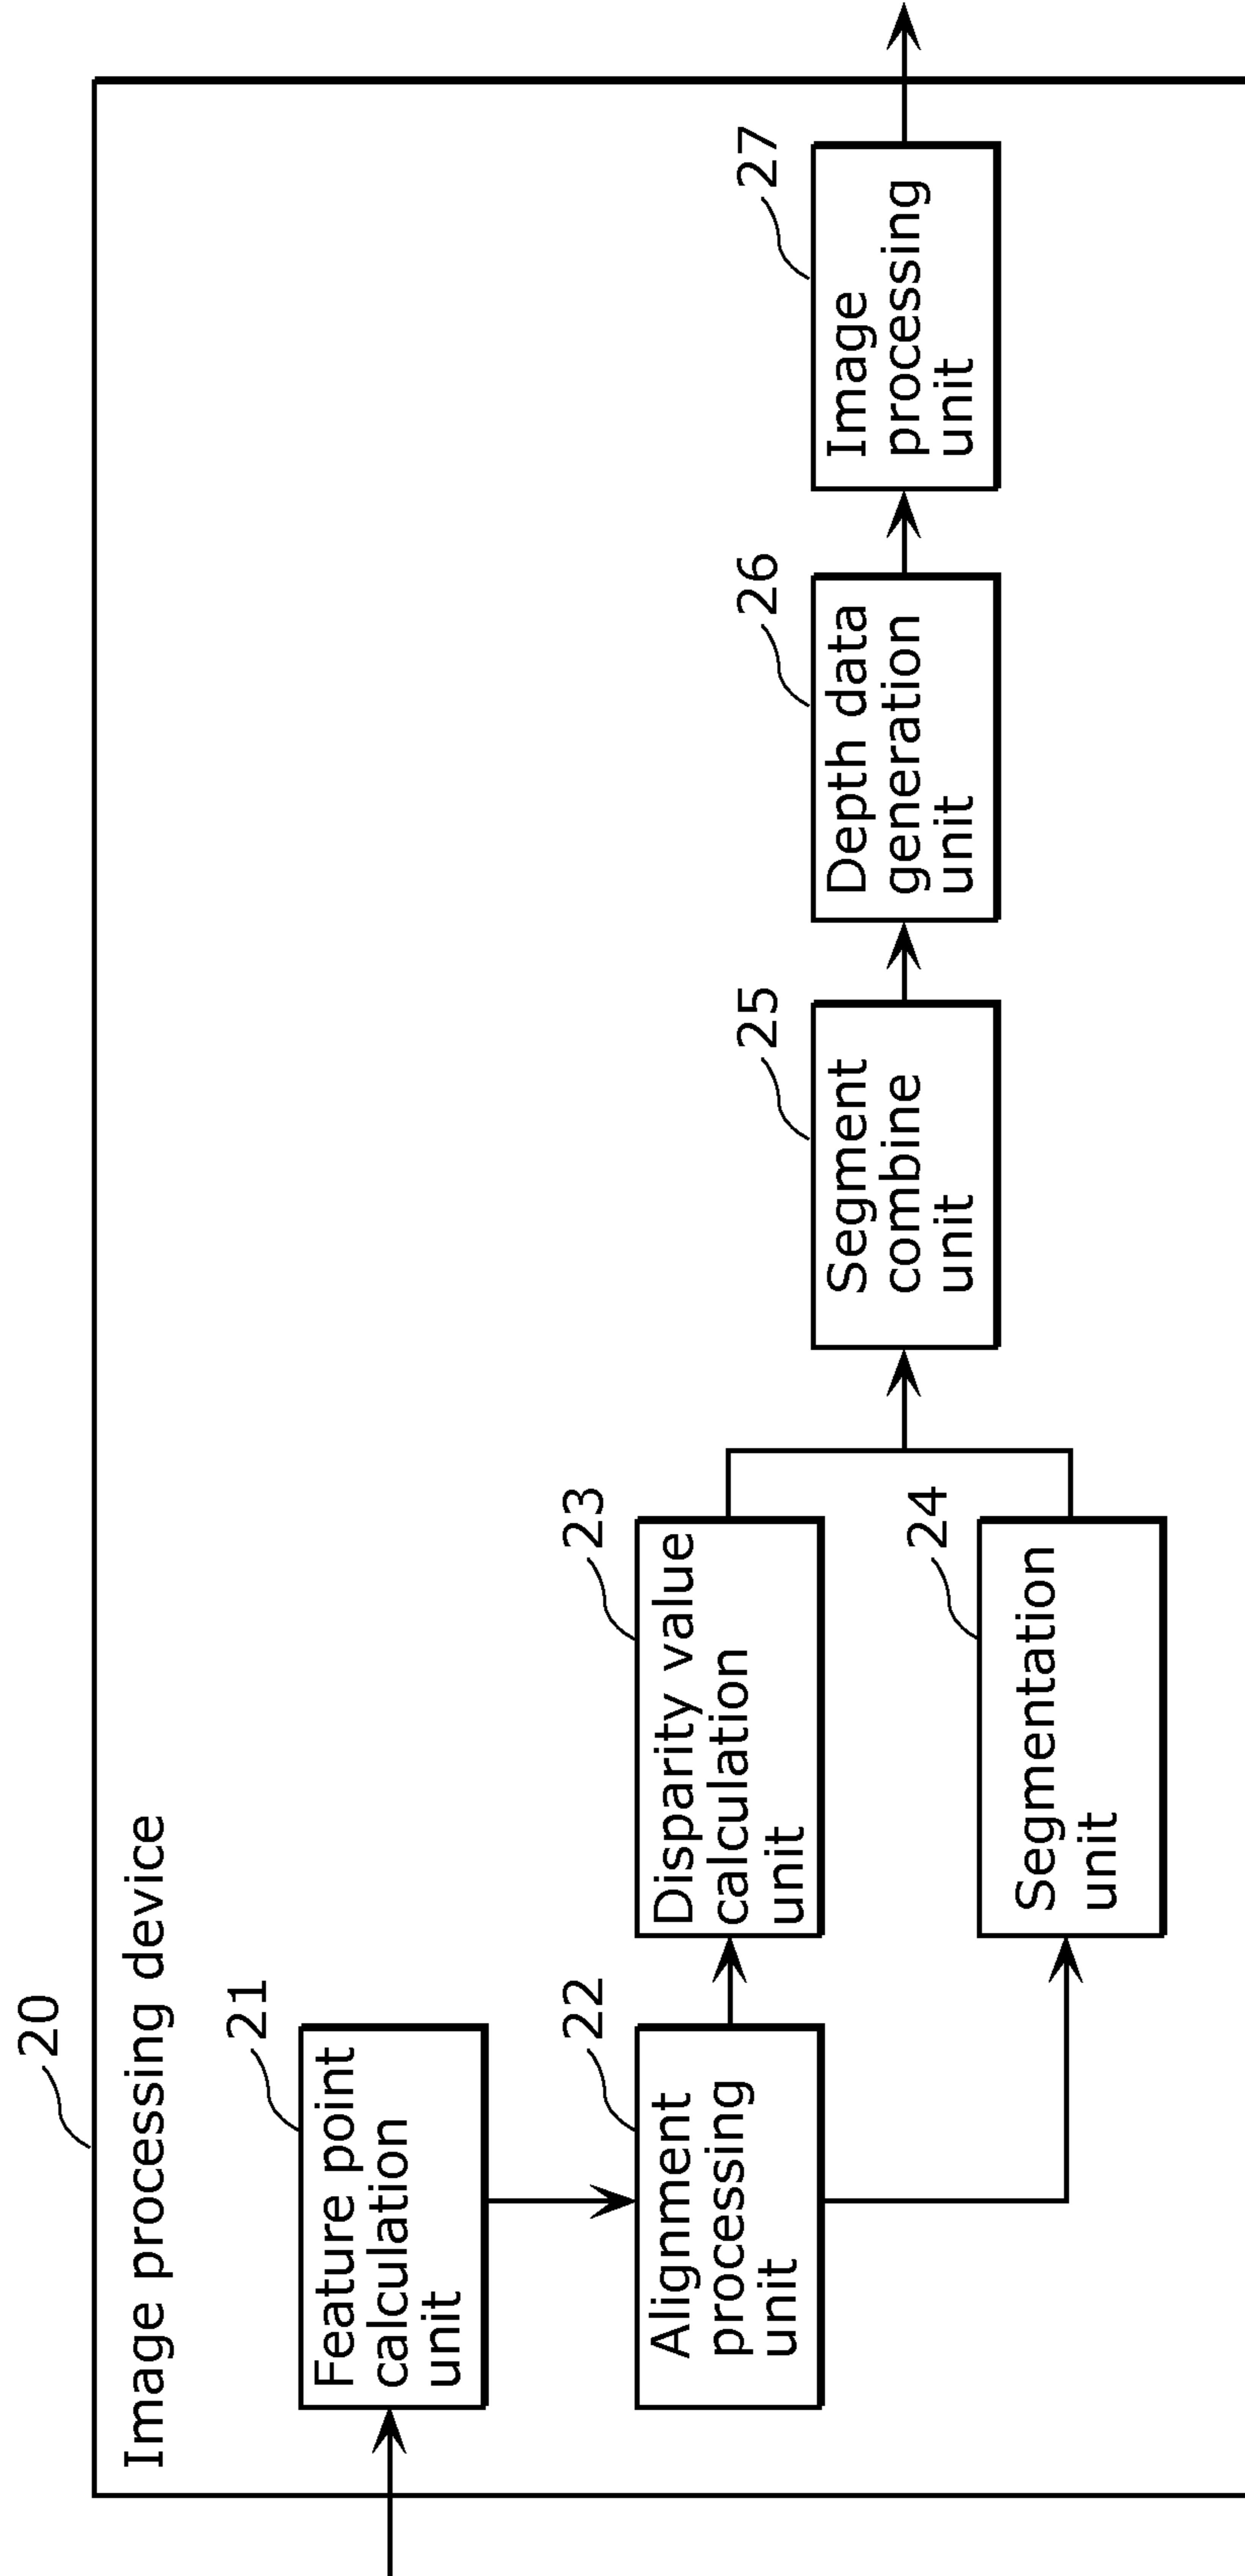 20
Image processing device
21
Feature point
calculation
unit
22
Alignment
processing
unit
23
Disparity value
calculation
unit
24
Segmentation
unit
25
Segment
combine
unit
26
Depth data
generation
unit
27
Image
processing
unit